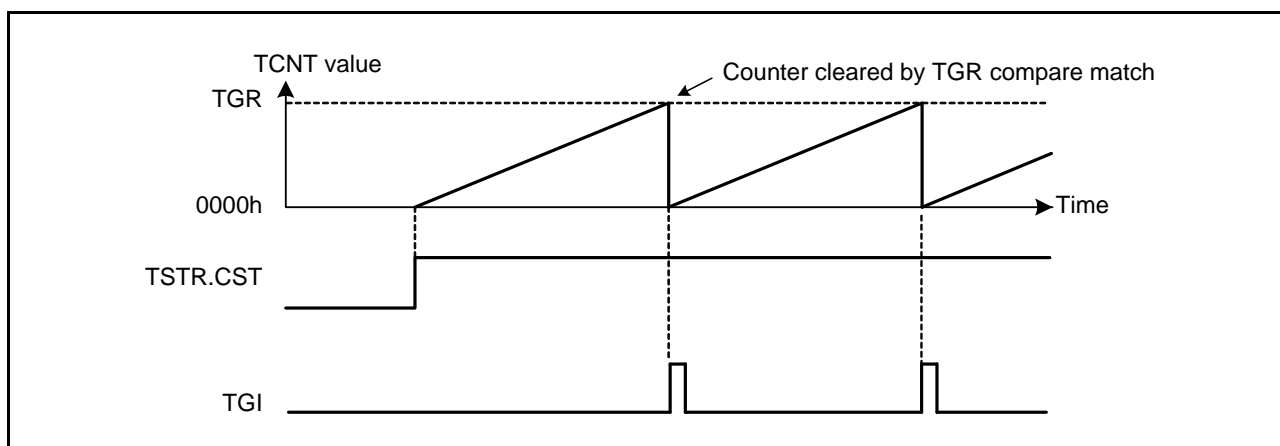 TCNT value
Counter cleared by TGR compare match
TGR
0000h
Time
TSTR.CST
TGI